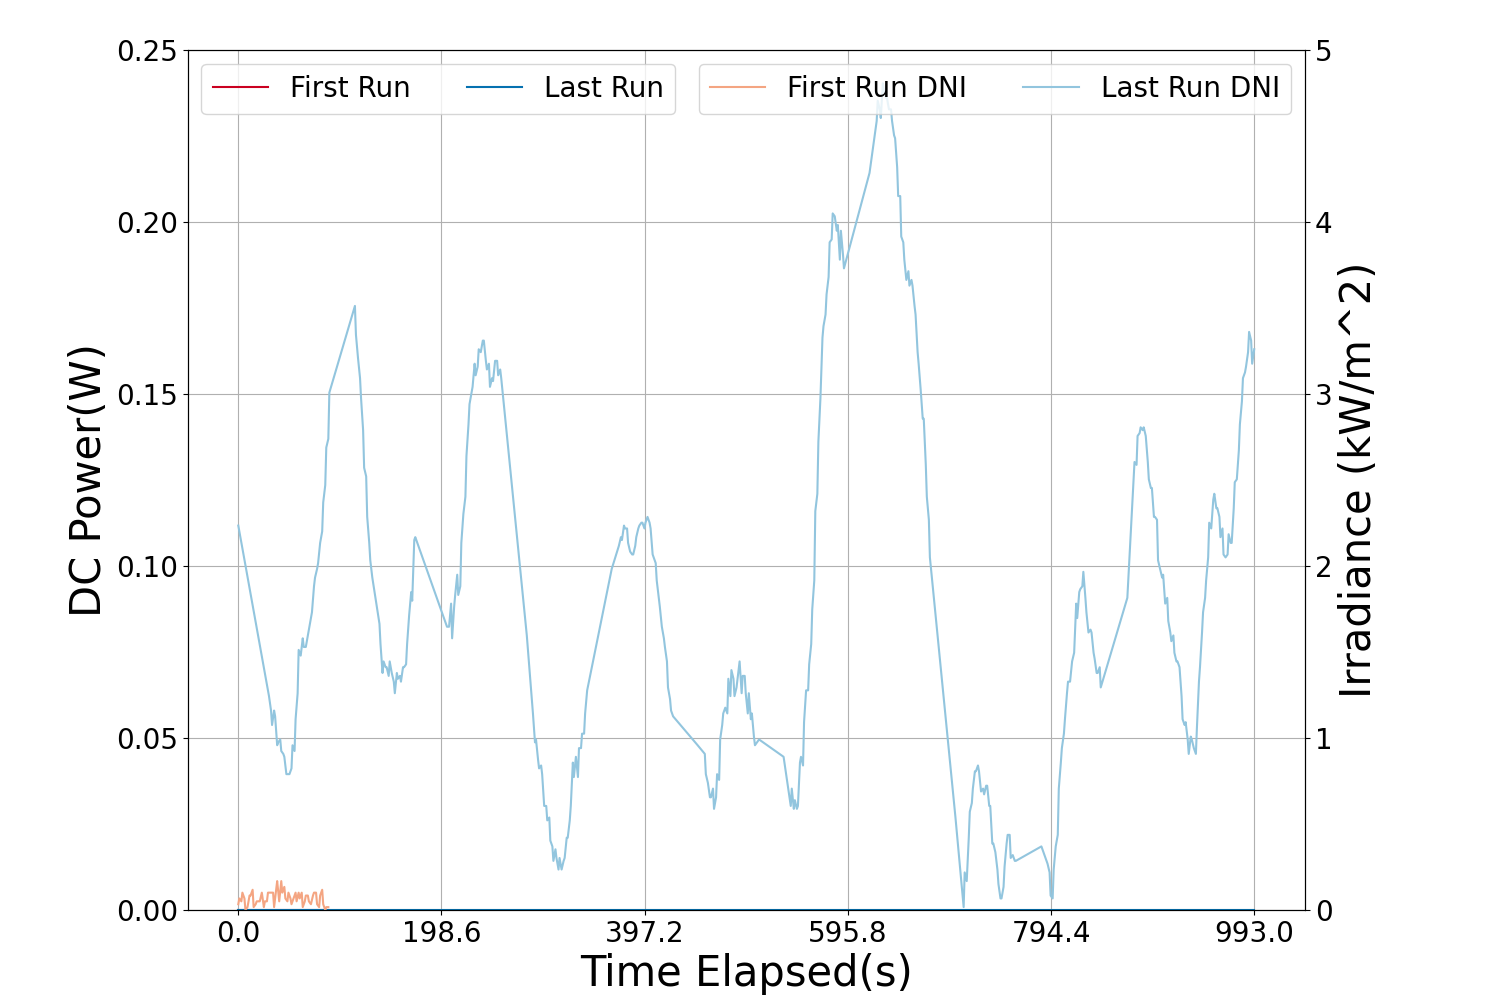 First Run
Last Run
First Run DNI
Last Run DNI
0.25
0.20
0.15
0.10
0.05
0.00
DC Power(W)
5
4
3
2
1
0
Irradiance (kW/m^2)
0.0
198.6
397.2
595.8
794.4
993.0
Time Elapsed(s)